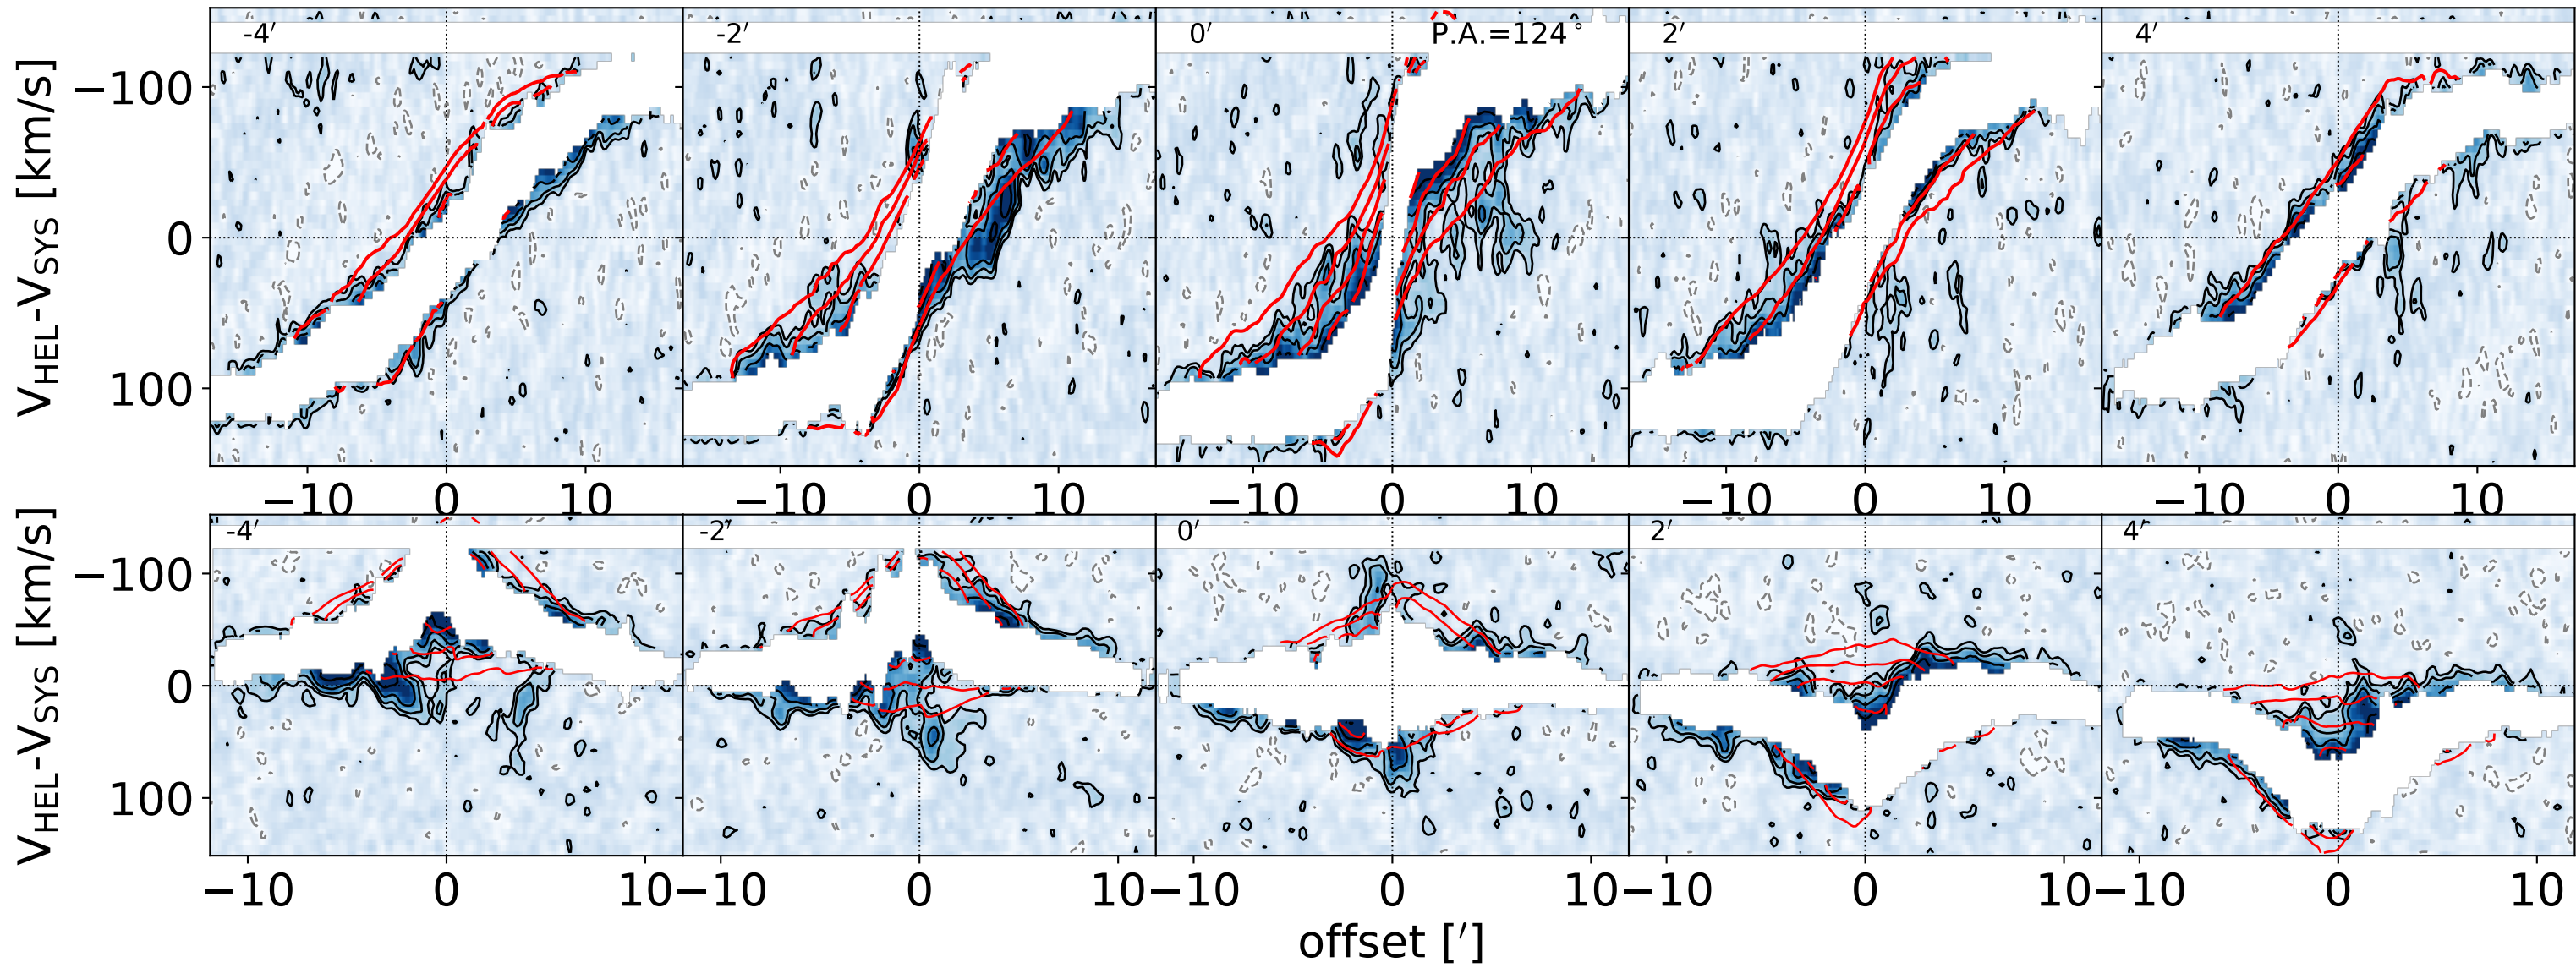 -4′ -2′ 0′ P.A.=124° 2′ 4′
V_HEL-V_SYS [km/s]
−100
0
100
−10 0 10 −10 0 10 −10 0 10 −10 0 10 −10 0 10
-4′ -2′ 0′ 2′ 4′
V_HEL-V_SYS [km/s]
−100
0
100
−10 0 10 −10 0 10 −10 0 10 −10 0 10 −10 0 10
offset [′]